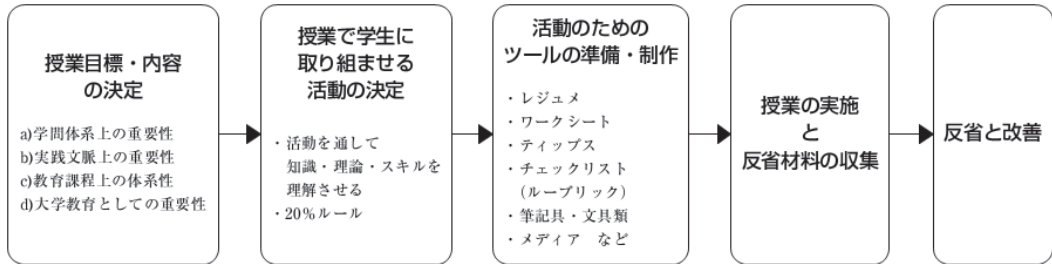 授業目標・内容
の決定
a)学問体系上の重要性
b)実践文脈上の重要性
c)教育課程上の体系性
d)大学教育としての重要性
授業で学生に
取り組ませる
活動の決定
・活動を通して
知識・理論・スキルを
理解させる
・20%ルール
活動のための
ツールの準備・制作
・レジュメ
・ワークシート
・ティップス
・チェックリスト
（ルーブリック）
・筆記具・文具類
・メディア　など
授業の実施
と
反省材料の収集
反省と改善